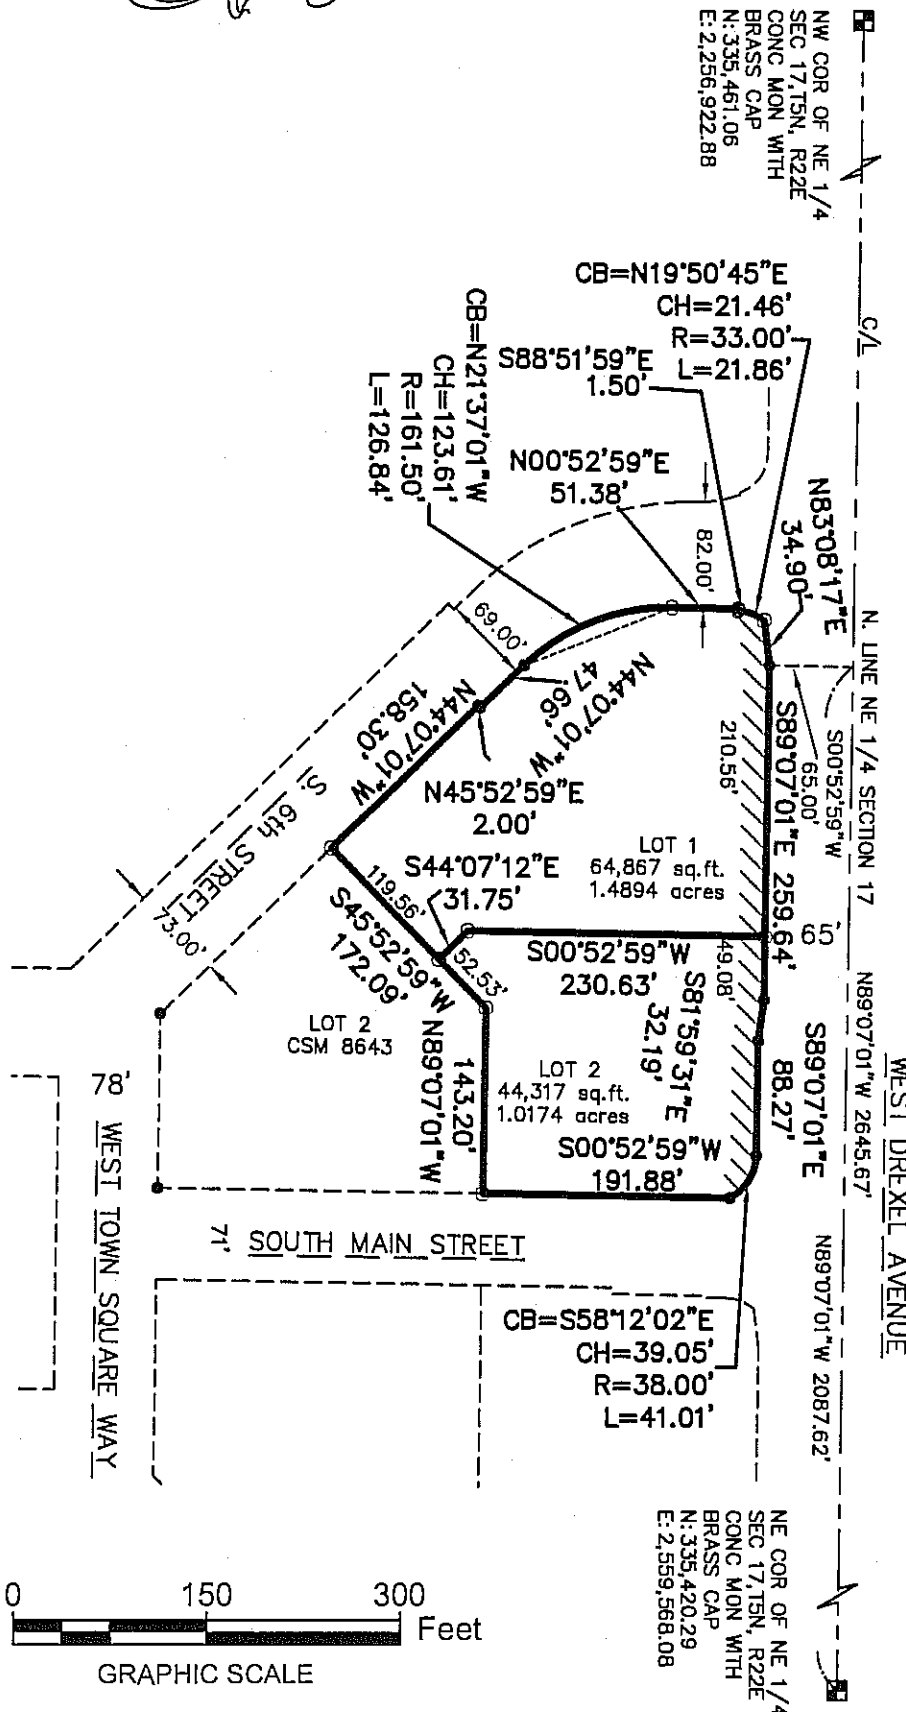 NW COR OF NE 1/4
SEC 17,T5N, R22E
CONC MON WITH
BRASS CAP
N: 335,461.06
E: 2,256,922.88
C/L
CB=N19°50'45"E
CH=21.46'
R=33.00'
L=21.86'
S88°51'59"E
1.50'
CB=N21°37'01"W
CH=123.61'
R=161.50'
L=126.84'
N00°52'59"E
51.38'
N83°08'17"E
34.90'
82.00'
69.00'
N. LINE NE 1/4 SECTION 17
S00°52'59"W
65.00'
N44°07'01"W
47.66'
N44°07'01"W
158.30'
210.56'
S89°07'01"E 259.64'
N45°52'59"E
2.00'
LOT 1
64,867 sq.ft.
1.4894 acres
S. 6th STREET
S44°07'12"E
31.75'
119.56'
S45°52'59"W
172.09'
52.53'
73.00'
S00°52'59"W
230.63'
49.08'
65'
N89°07'01"W 2645.67'
WEST DREXEL AVENUE
S81°59'31"E
32.19'
S89°07'01"E
88.27'
LOT 2
CSM 8643
N89°07'01"W
143.20'
LOT 2
44,317 sq.ft.
1.0174 acres
S00°52'59"W
191.88'
78' WEST TOWN SQUARE WAY
71' SOUTH MAIN STREET
N89°07'01"W 2087.62'
CB=S58°12'02"E
CH=39.05'
R=38.00'
L=41.01'
NE COR OF NE 1/4
SEC 17,T5N, R22E
CONC MON WITH
BRASS CAP
N: 335,420.29
E: 2,559,568.08
0 150 300
Feet
GRAPHIC SCALE